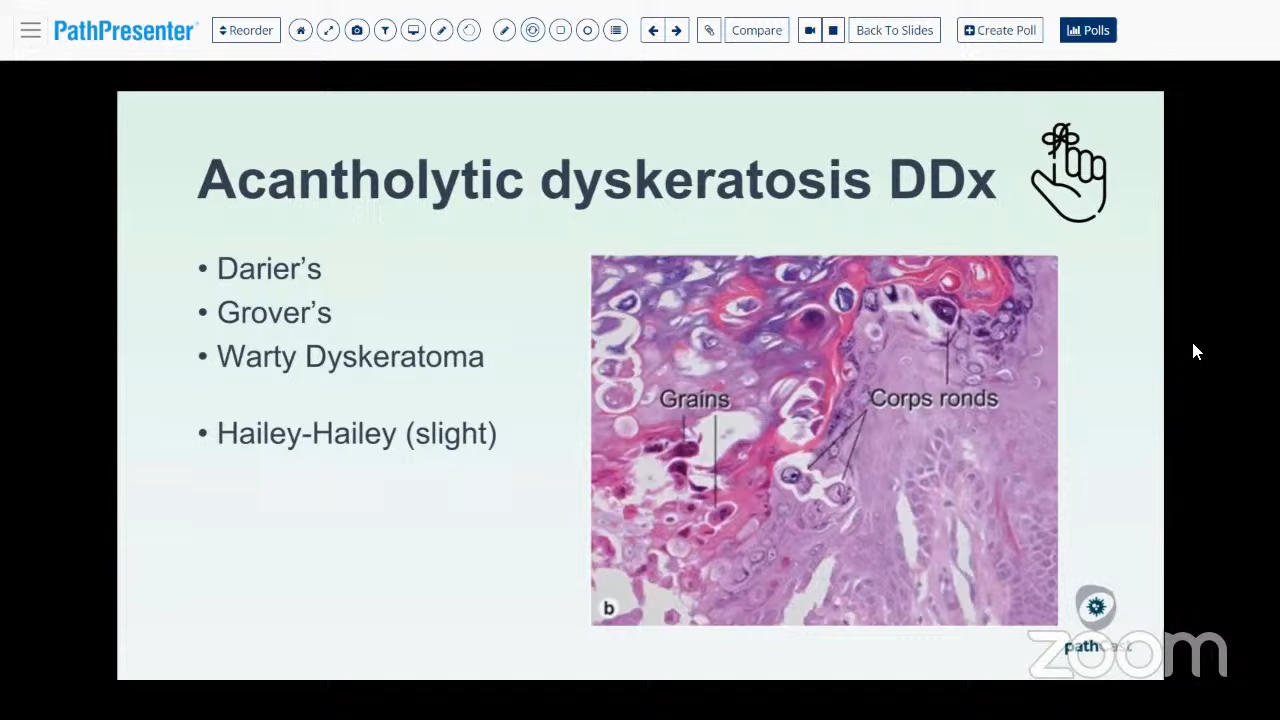 PathPresenter
Reorder
Compare
Back To Slides
Create Poll
Polls
Acantholytic dyskeratosis DDx
• Darier's
• Grover's
• Warty Dyskeratoma
• Hailey-Hailey (slight)
Grains
Corps ronds
b
pathCast
zoom